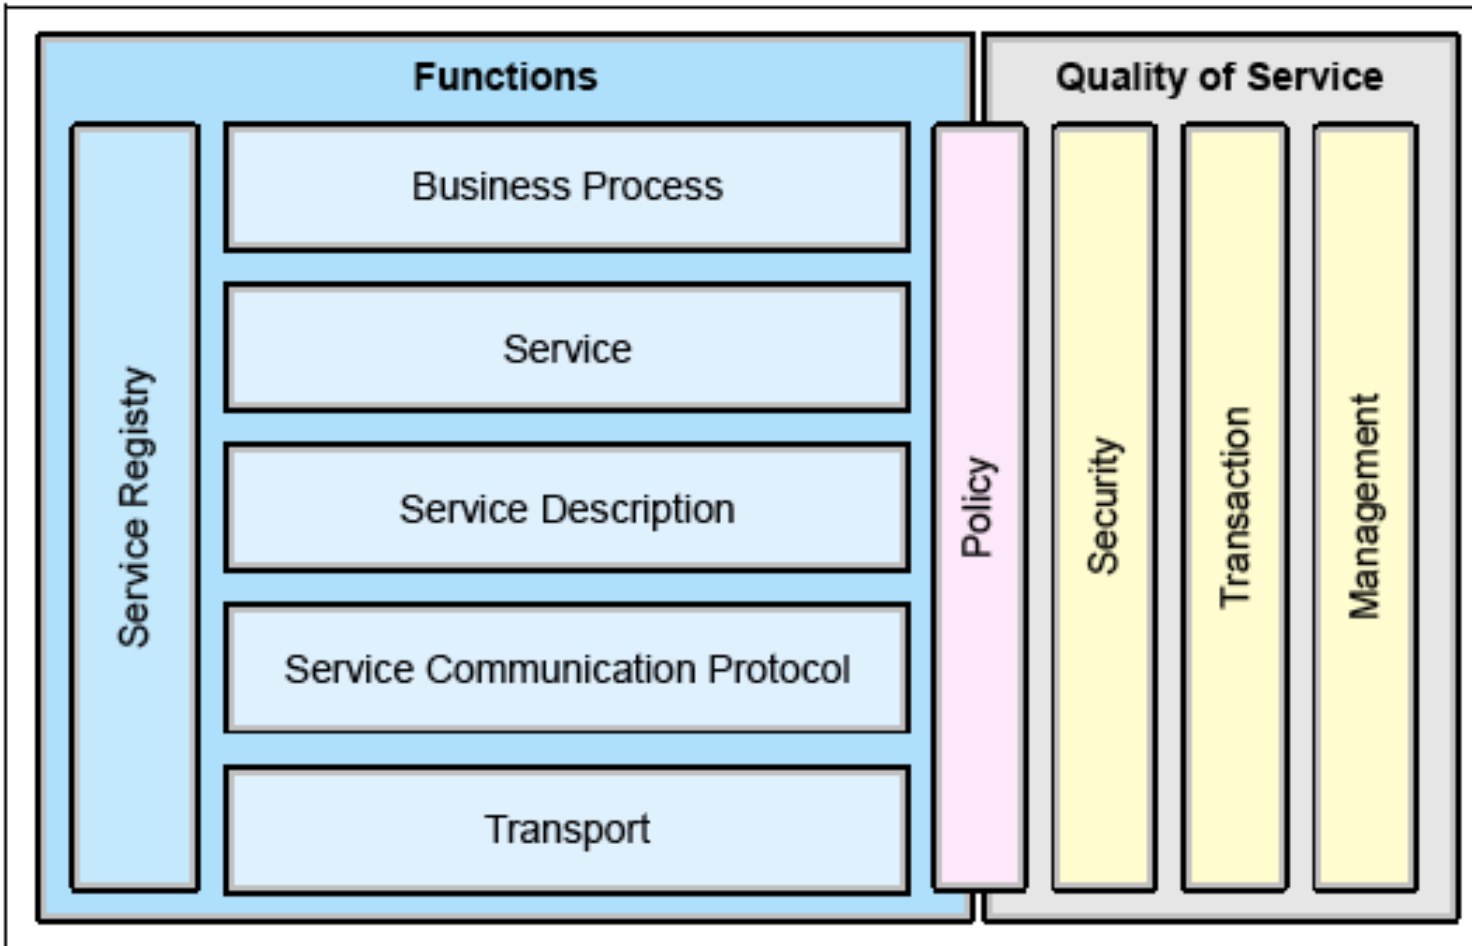 Functions
Quality of Service
Service Registry
Business Process
Service
Service Description
Service Communication Protocol
Transport
Policy
Security
Transaction
Management